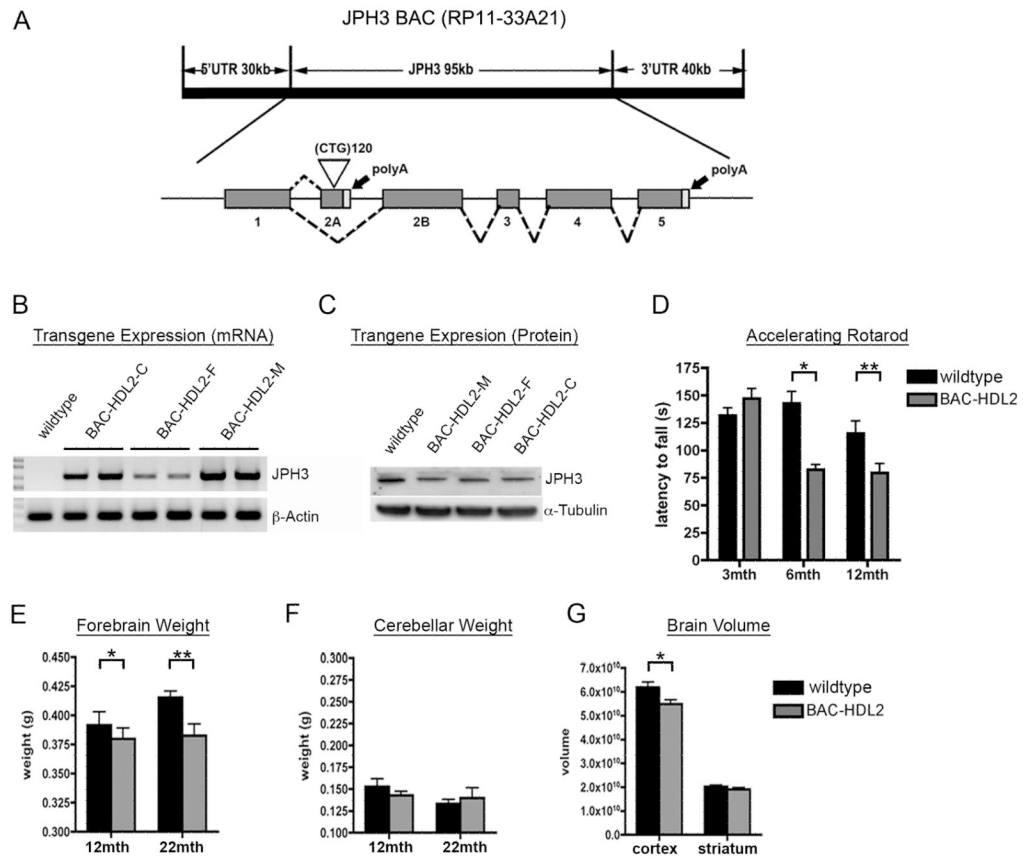 A
JPH3 BAC (RP11-33A21)
5'UTR 30kb
JPH3 95kb
3'UTR 40kb
(CTG)120
polyA
polyA
1
2A
2B
3
4
5
B
Transgene Expression (mRNA)
wildtype
BAC-HDL2-C
BAC-HDL2-F
BAC-HDL2-M
JPH3
β-Actin
C
Trangene Expresion (Protein)
wildtype
BAC-HDL2-M
BAC-HDL2-F
BAC-HDL2-C
JPH3
α-Tubulin
D
Accelerating Rotarod
latency to fall (s)
175
150
125
100
75
50
25
0
*
**
3mth
6mth
12mth
wildtype
BAC-HDL2
E
Forebrain Weight
weight (g)
0.450
0.425
0.400
0.375
0.350
0.325
0.300
*
**
12mth
22mth
F
Cerebellar Weight
weight (g)
0.300
0.275
0.250
0.225
0.200
0.175
0.150
0.125
0.100
12mth
22mth
G
Brain Volume
volume
7.0x10¹⁰
6.0x10¹⁰
5.0x10¹⁰
4.0x10¹⁰
3.0x10¹⁰
2.0x10¹⁰
1.0x10¹⁰
0.0
*
cortex
striatum
wildtype
BAC-HDL2